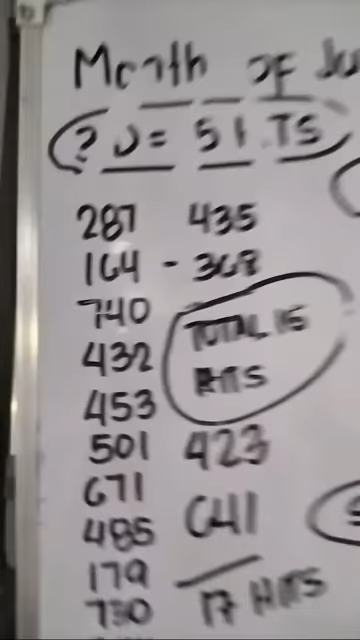 Month of Ju
? U = 51.TS
287 435
164 - 368
740
TOTAL 15
432
HITS
453
501 423
671
485 641
179
730 17 HITS